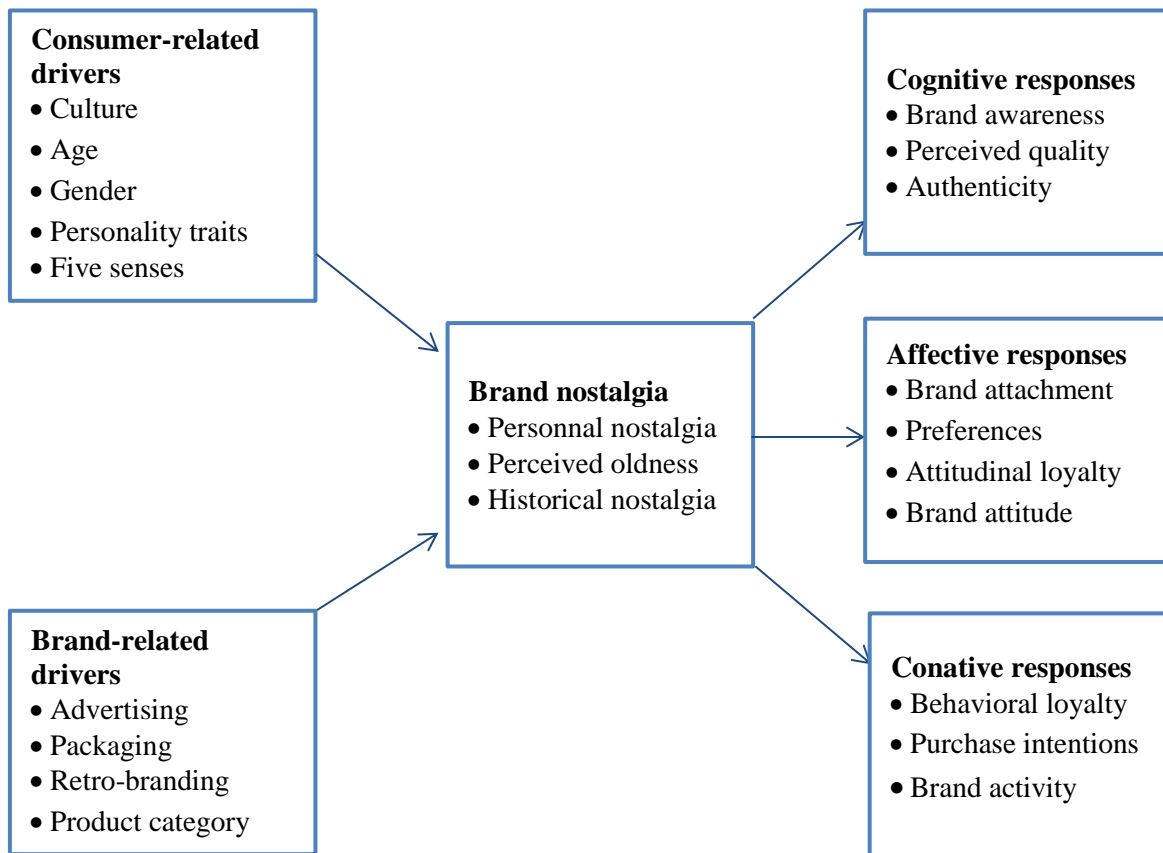 Consumer-related
drivers
• Culture
• Age
• Gender
• Personality traits
• Five senses
Brand-related
drivers
• Advertising
• Packaging
• Retro-branding
• Product category
Brand nostalgia
• Personnal nostalgia
• Perceived oldness
• Historical nostalgia
Cognitive responses
• Brand awareness
• Perceived quality
• Authenticity
Affective responses
• Brand attachment
• Preferences
• Attitudinal loyalty
• Brand attitude
Conative responses
• Behavioral loyalty
• Purchase intentions
• Brand activity